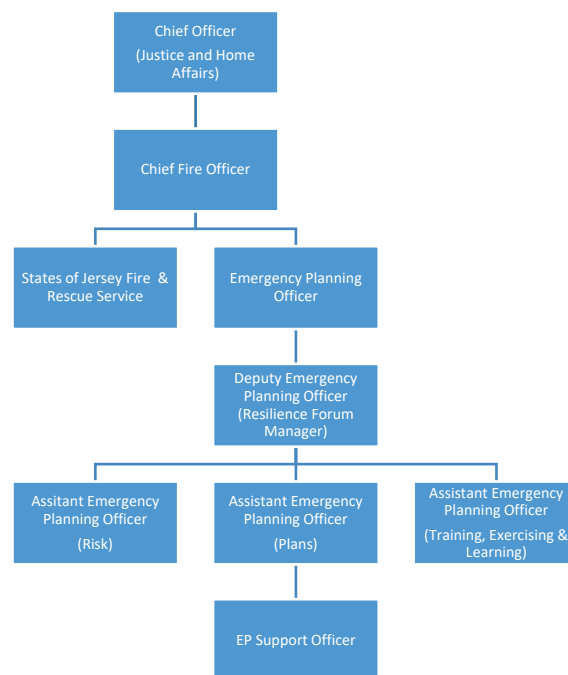 Chief Officer
(Justice and Home
Affairs)
Chief Fire Officer
States of Jersey Fire &
Rescue Service
Emergency Planning
Officer
Deputy Emergency
Planning Officer
(Resilience Forum
Manager)
Assitant Emergency
Planning Officer
(Risk)
Assistant Emergency
Planning Officer
(Plans)
Assistant Emergency
Planning Officer
(Training, Exercising &
Learning)
EP Support Officer